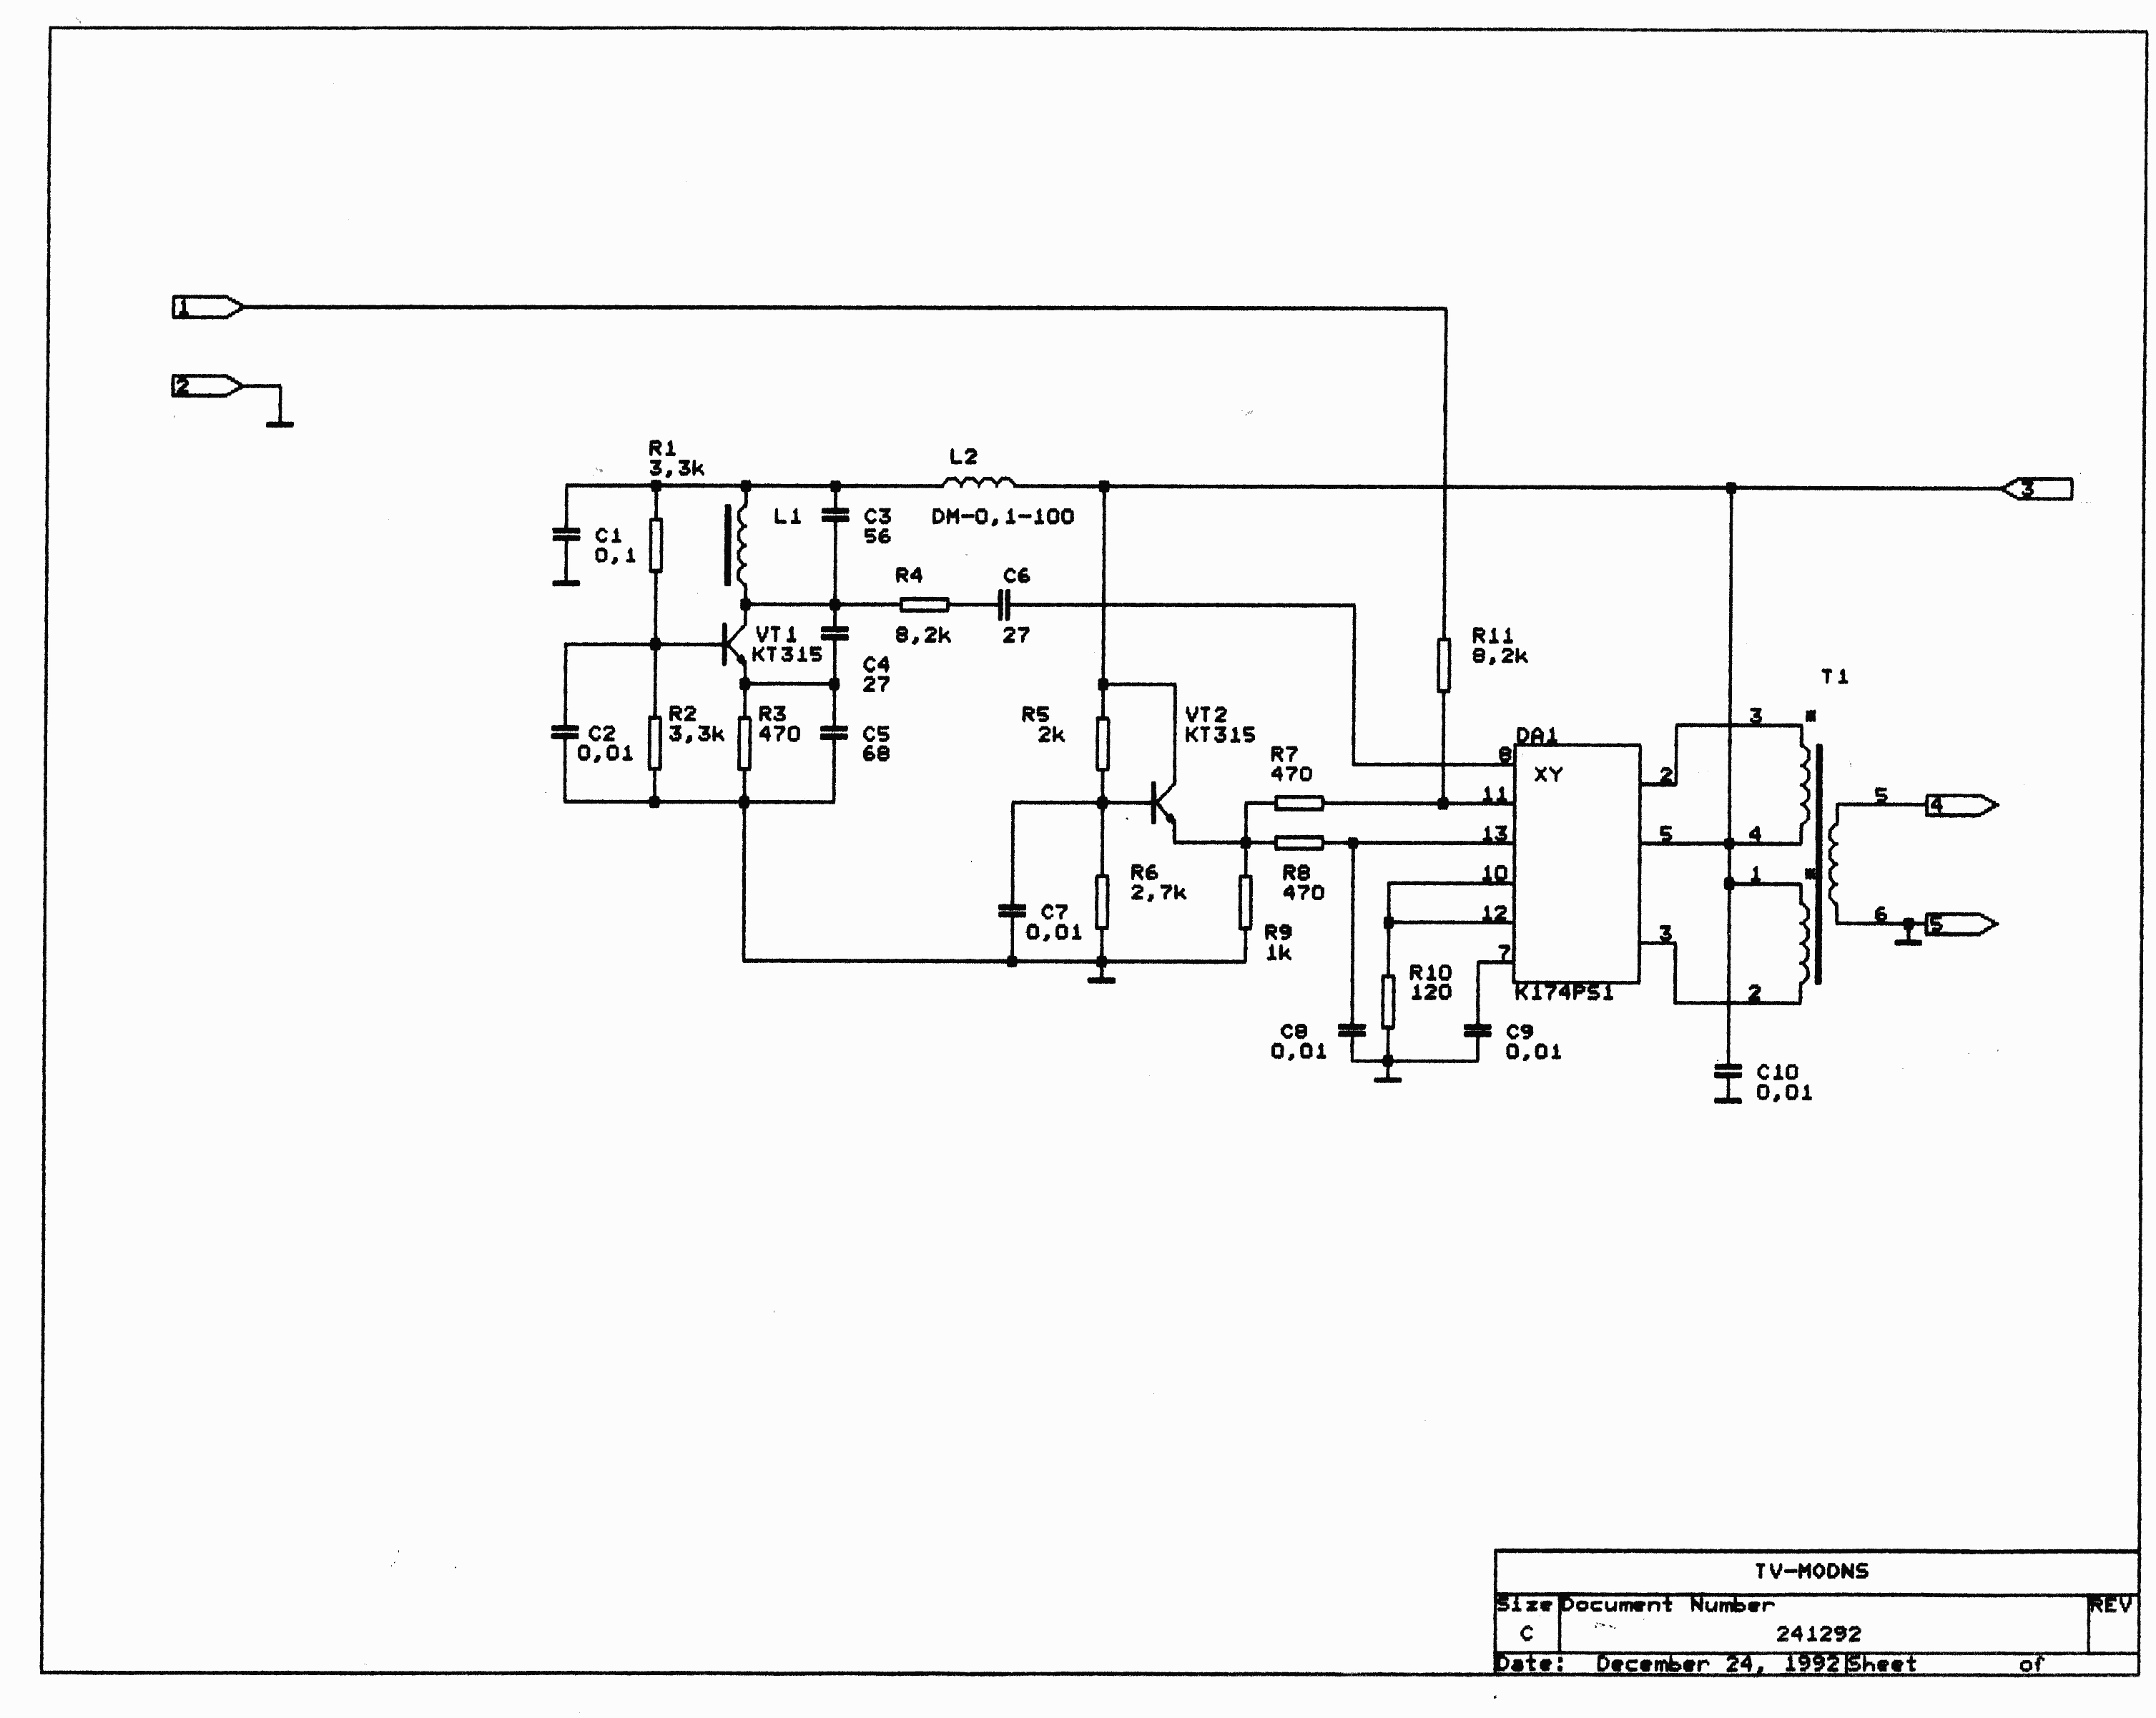 1
2
R1
3,3k
L2
3
C1
0,1
L1
C3
56
DM-0,1-100
R4
C6
8,2k
27
VT1
KT315
C4
27
R11
8,2k
T1
C2
0,01
R2
3,3k
R3
470
C5
68
R5
2k
VT2
KT315
R7
470
DA1
XY
8
11
13
10
12
7
2
5
3
K174PS1
3
4
1
2
*
*
5
4
6
5
R8
470
R6
2,7k
C7
0,01
R9
1k
R10
120
C8
0,01
C9
0,01
C10
0,01
TV-MODNS
Size
Document Number
REV
C
241292
Date:
December 24, 1992
Sheet
of